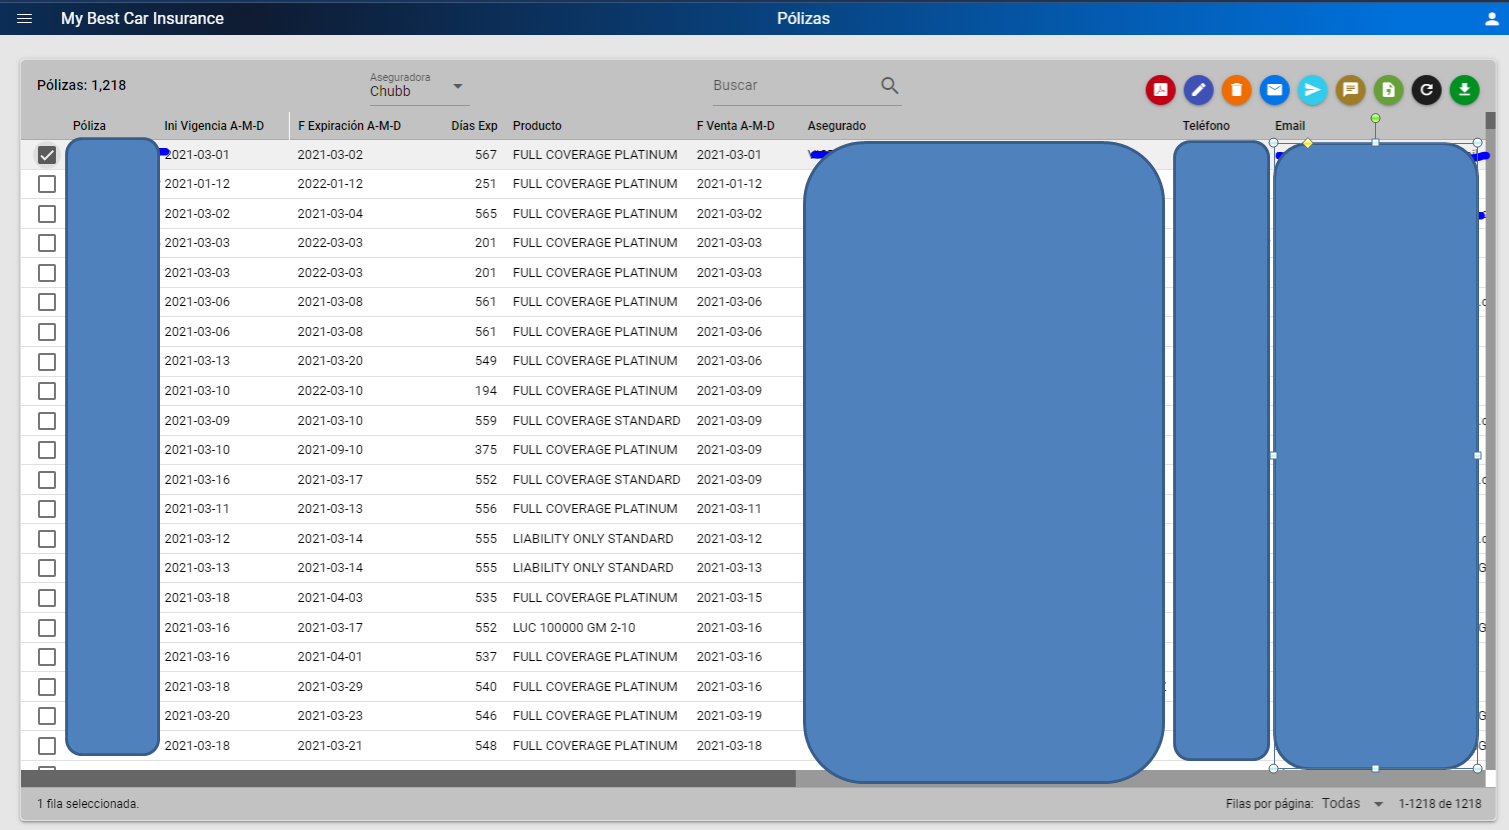 My Best Car Insurance Pólizas
Pólizas: 1,218 Aseguradora Chubb Buscar
Póliza Ini Vigencia A-M-D F Expiración A-M-D Días Exp Producto F Venta A-M-D Asegurado Teléfono Email
2021-03-01 2021-03-02 567 FULL COVERAGE PLATINUM 2021-03-01
2021-01-12 2022-01-12 251 FULL COVERAGE PLATINUM 2021-01-12
2021-03-02 2021-03-04 565 FULL COVERAGE PLATINUM 2021-03-02
2021-03-03 2022-03-03 201 FULL COVERAGE PLATINUM 2021-03-03
2021-03-03 2022-03-03 201 FULL COVERAGE PLATINUM 2021-03-03
2021-03-06 2021-03-08 561 FULL COVERAGE PLATINUM 2021-03-06
2021-03-06 2021-03-08 561 FULL COVERAGE PLATINUM 2021-03-06
2021-03-13 2021-03-20 549 FULL COVERAGE PLATINUM 2021-03-06
2021-03-10 2022-03-10 194 FULL COVERAGE PLATINUM 2021-03-09
2021-03-09 2021-03-10 559 FULL COVERAGE STANDARD 2021-03-09
2021-03-10 2021-09-10 375 FULL COVERAGE PLATINUM 2021-03-09
2021-03-16 2021-03-17 552 FULL COVERAGE STANDARD 2021-03-09
2021-03-11 2021-03-13 556 FULL COVERAGE PLATINUM 2021-03-11
2021-03-12 2021-03-14 555 LIABILITY ONLY STANDARD 2021-03-12
2021-03-13 2021-03-14 555 LIABILITY ONLY STANDARD 2021-03-13
2021-03-18 2021-04-03 535 FULL COVERAGE PLATINUM 2021-03-15
2021-03-16 2021-03-17 552 LUC 100000 GM 2-10 2021-03-16
2021-03-16 2021-04-01 537 FULL COVERAGE PLATINUM 2021-03-16
2021-03-18 2021-03-29 540 FULL COVERAGE PLATINUM 2021-03-16
2021-03-20 2021-03-23 546 FULL COVERAGE PLATINUM 2021-03-19
2021-03-18 2021-03-21 548 FULL COVERAGE PLATINUM 2021-03-18
1 fila seleccionada. Filas por página: Todas 1-1218 de 1218